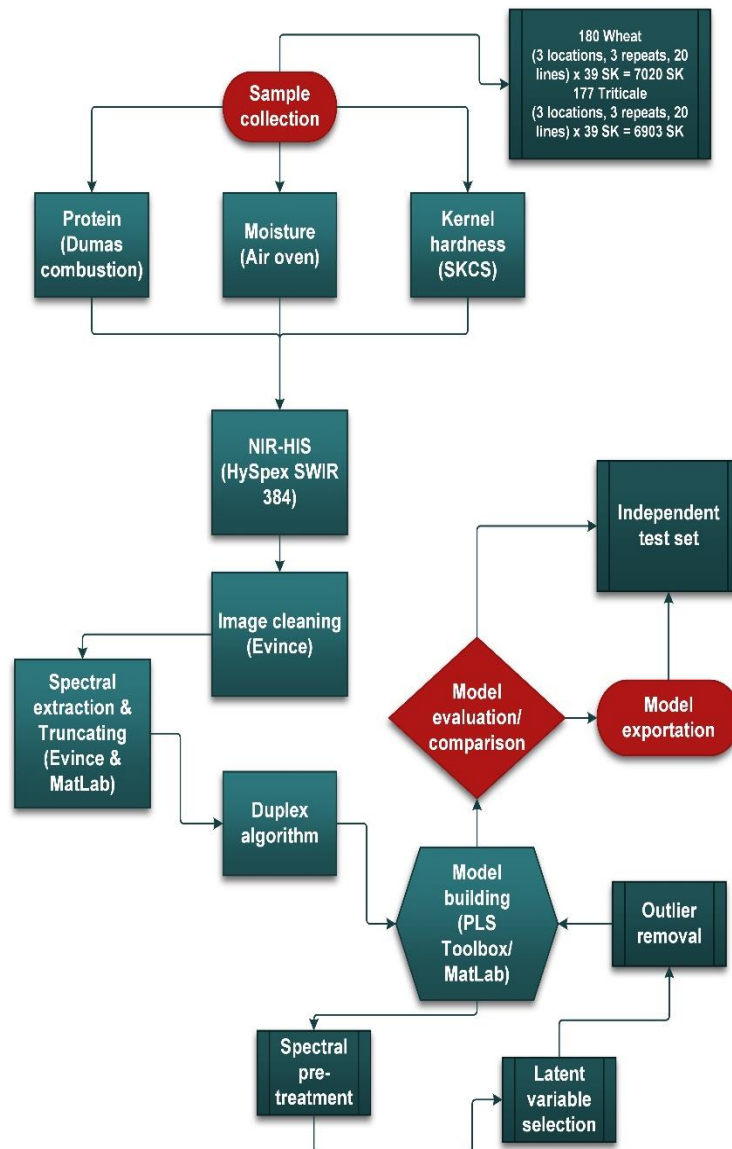 180 Wheat
(3 locations, 3 repeats, 20
lines) x 39 SK = 7020 SK
177 Triticale
(3 locations, 3 repeats, 20
lines) x 39 SK = 6903 SK
Sample
collection
Protein
(Dumas
combustion)
Moisture
(Air oven)
Kernel
hardness
(SKCS)
NIR-HIS
(HySpex SWIR
384)
Independent
test set
Image cleaning
(Evince)
Spectral
extraction &
Truncating
(Evince &
MatLab)
Model
evaluation/
comparison
Model
exportation
Duplex
algorithm
Model
building
(PLS
Toolbox/
MatLab)
Outlier
removal
Spectral
pre-
treatment
Latent
variable
selection